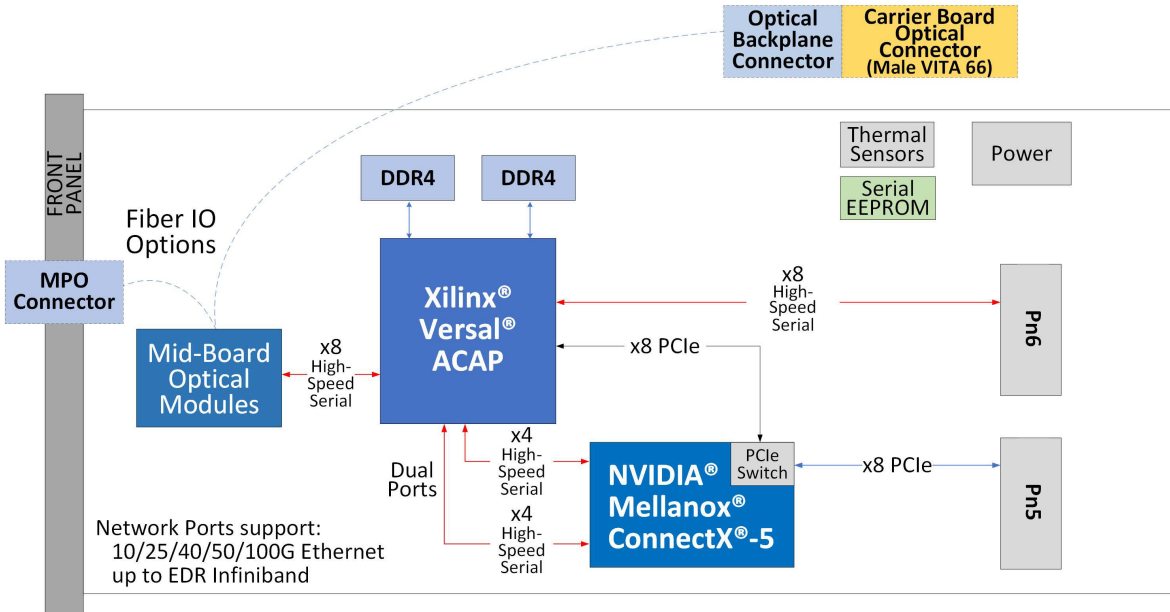 Optical
Backplane
Connector
Carrier Board
Optical
Connector
(Male VITA 66)
FRONT
PANEL
Thermal
Sensors
Power
Serial
EEPROM
DDR4
DDR4
Fiber IO
Options
MPO
Connector
Xilinx®
Versal®
ACAP
x8
High-
Speed
Serial
Pn6
Mid-Board
Optical
Modules
x8
High-
Speed
Serial
x8 PCIe
Dual
Ports
x4
High-
Speed
Serial
x4
High-
Speed
Serial
NVIDIA®
Mellanox®
ConnectX®-5
PCIe
Switch
x8 PCIe
Pn5
Network Ports support:
10/25/40/50/100G Ethernet
up to EDR Infiniband